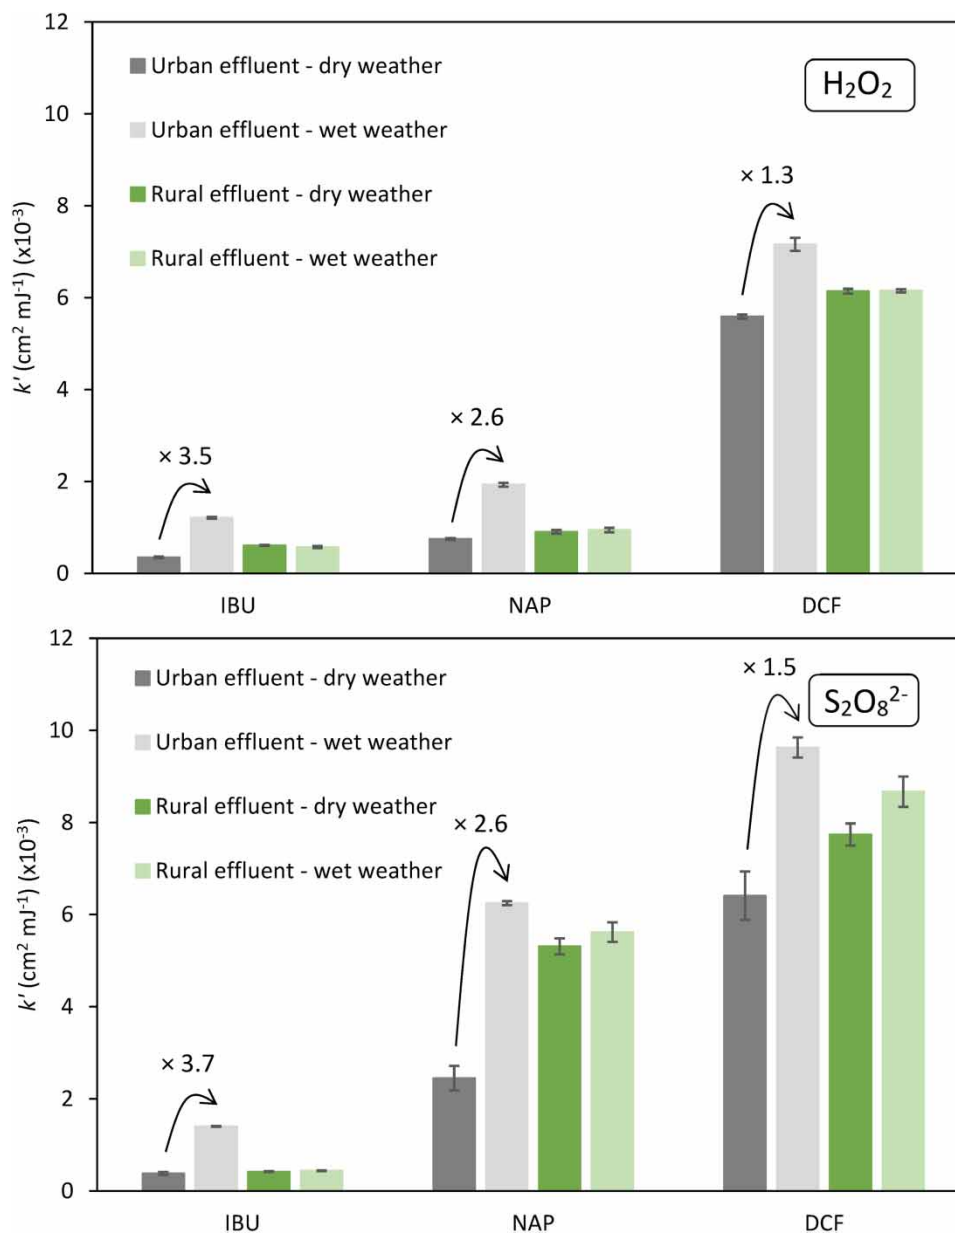 12
10
8
6
4
2
0
k′ (cm² mJ⁻¹) (x10⁻³)
Urban effluent - dry weather
Urban effluent - wet weather
Rural effluent - dry weather
Rural effluent - wet weather
H₂O₂
× 3.5
× 2.6
× 1.3
IBU NAP DCF
12
10
8
6
4
2
0
k′ (cm² mJ⁻¹) (x10⁻³)
Urban effluent - dry weather
Urban effluent - wet weather
Rural effluent - dry weather
Rural effluent - wet weather
S₂O₈²⁻
× 3.7
× 2.6
× 1.5
IBU NAP DCF